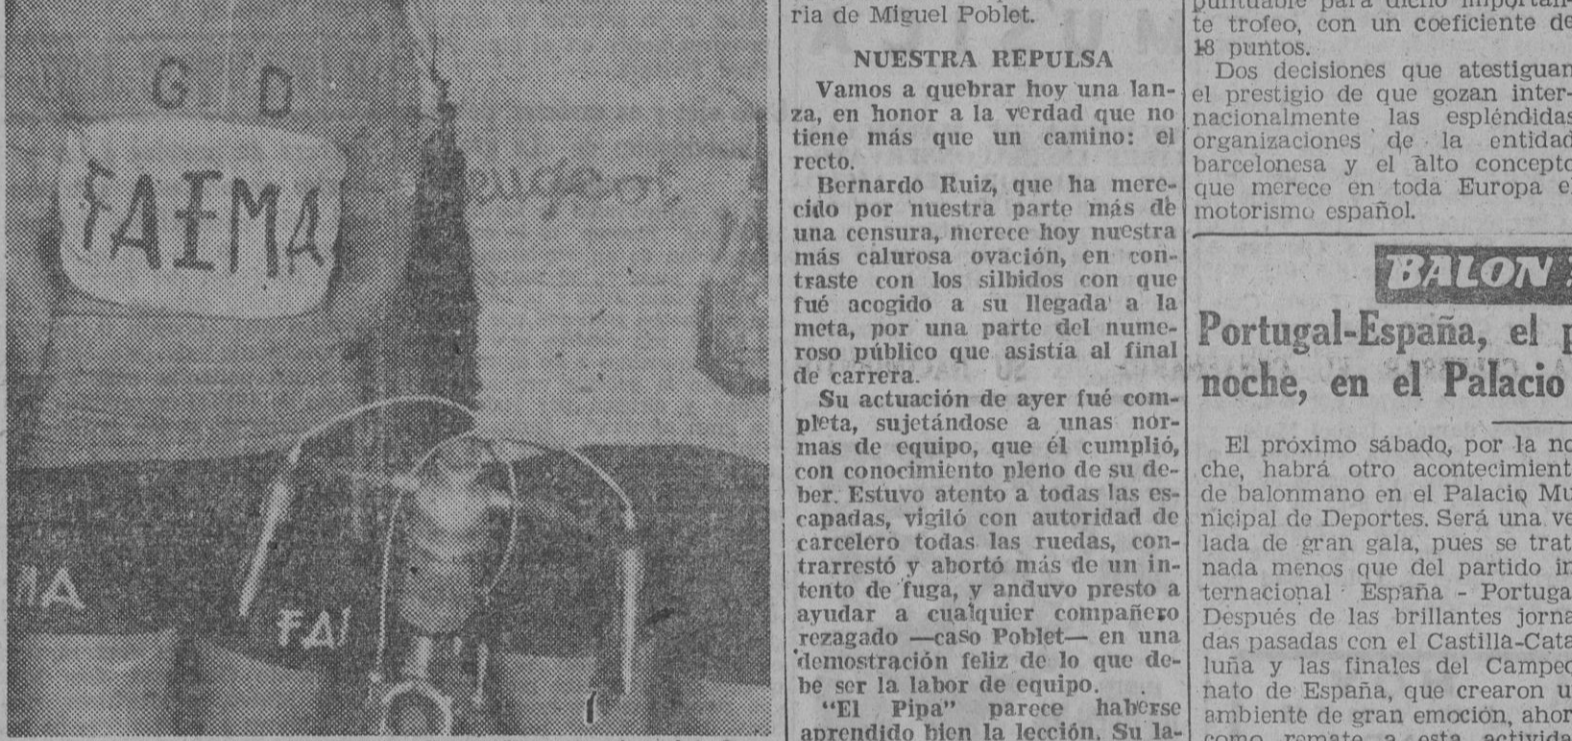 G D
FAEMA
Peugeot
MA
FAI
ria de Miguel Poblet.
NUESTRA REPULSA
Vamos a quebrar hoy una lan-
za, en honor a la verdad que no
tiene más que un camino: el
recto.
Bernardo Ruiz, que ha mere-
cido por nuestra parte más de
una censura, merece hoy nuestra
más calurosa ovación, en con-
traste con los silbidos con que
fué acogido a su llegada a la
meta, por una parte del nume-
roso público que asistía al final
de carrera.
Su actuación de ayer fué com-
pleta, sujetándose a unas nor-
mas de equipo, que él cumplió,
con conocimiento pleno de su de-
ber. Estuvo atento a todas las es-
capadas, vigiló con autoridad de
carcelero todas las ruedas, con-
trarrestó y abortó más de un in-
tento de fuga, y anduvo presto a
ayudar a cualquier compañero
rezagado —caso Poblet— en una
demostración feliz de lo que de-
be ser la labor de equipo.
"El Pipa" parece haberse
aprendido bien la lección. Su la-
puntuable para dicho importan-
te trofeo, con un coeficiente de
18 puntos.
Dos decisiones que atestiguan
el prestigio de que gozan inter-
nacionalmente las espléndidas
organizaciones de la entidad
barcelonesa y el alto concepto
que merece en toda Europa e
motorismo español.
BALON
Portugal-España, el p
noche, en el Palacio
El próximo sábado, por la no
che, habrá otro acontecimient
de balonmano en el Palacio Mu
nicipal de Deportes. Será una ve
lada de gran gala, pues se trat
nada menos que del partido in
ternacional España - Portuga
Después de las brillantes jorna
das pasadas con el Castilla-Cata
luña y las finales del Campeo
nato de España, que crearon u
ambiente de gran emoción, ahor
como remate a esta activida